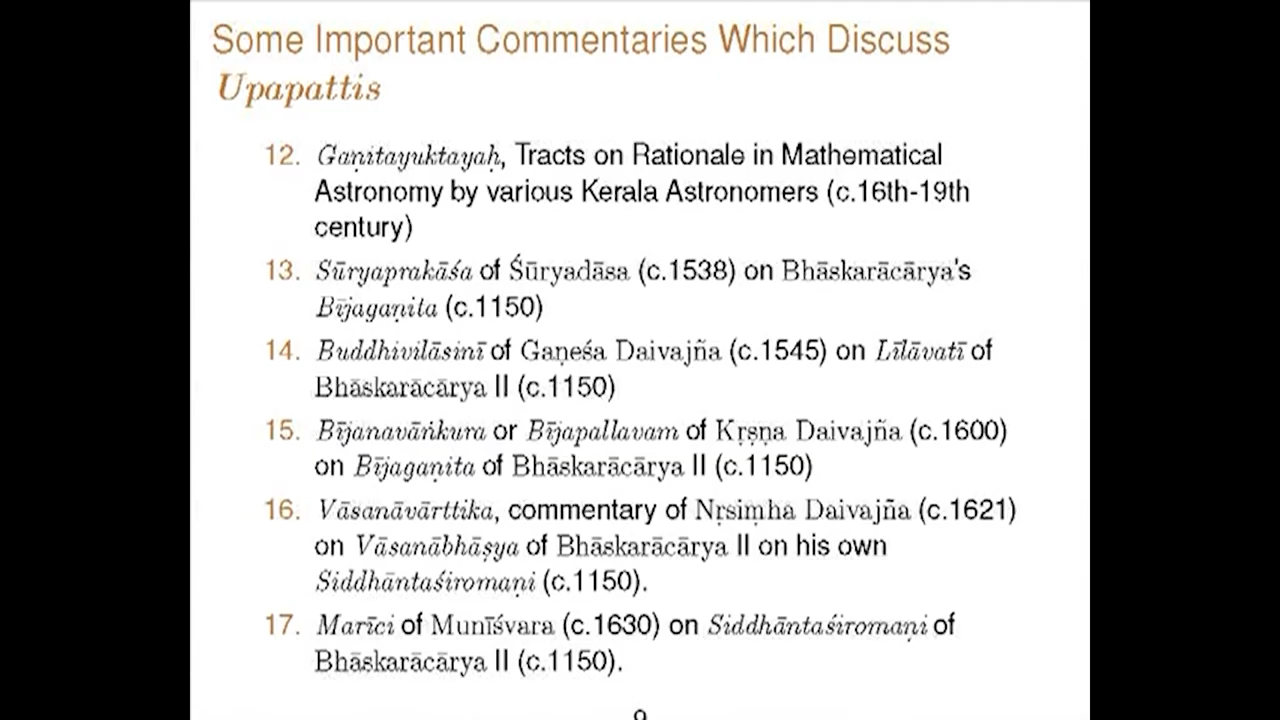 Some Important Commentaries Which Discuss
Upapattis
12. Gaṇitayuktayaḥ, Tracts on Rationale in Mathematical
Astronomy by various Kerala Astronomers (c.16th-19th
century)
13. Sūryaprakāśa of Śūryadāsa (c.1538) on Bhāskarācārya's
Bījagaṇita (c.1150)
14. Buddhivilāsinī of Gaṇeśa Daivajña (c.1545) on Līlāvatī of
Bhāskarācārya II (c.1150)
15. Bījanavāṅkura or Bījapallavam of Kṛṣṇa Daivajña (c.1600)
on Bījagaṇita of Bhāskarācārya II (c.1150)
16. Vāsanāvārttika, commentary of Nṛsiṃha Daivajña (c.1621)
on Vāsanābhāṣya of Bhāskarācārya II on his own
Siddhāntaśiromaṇi (c.1150).
17. Marīci of Munīśvara (c.1630) on Siddhāntaśiromaṇi of
Bhāskarācārya II (c.1150).